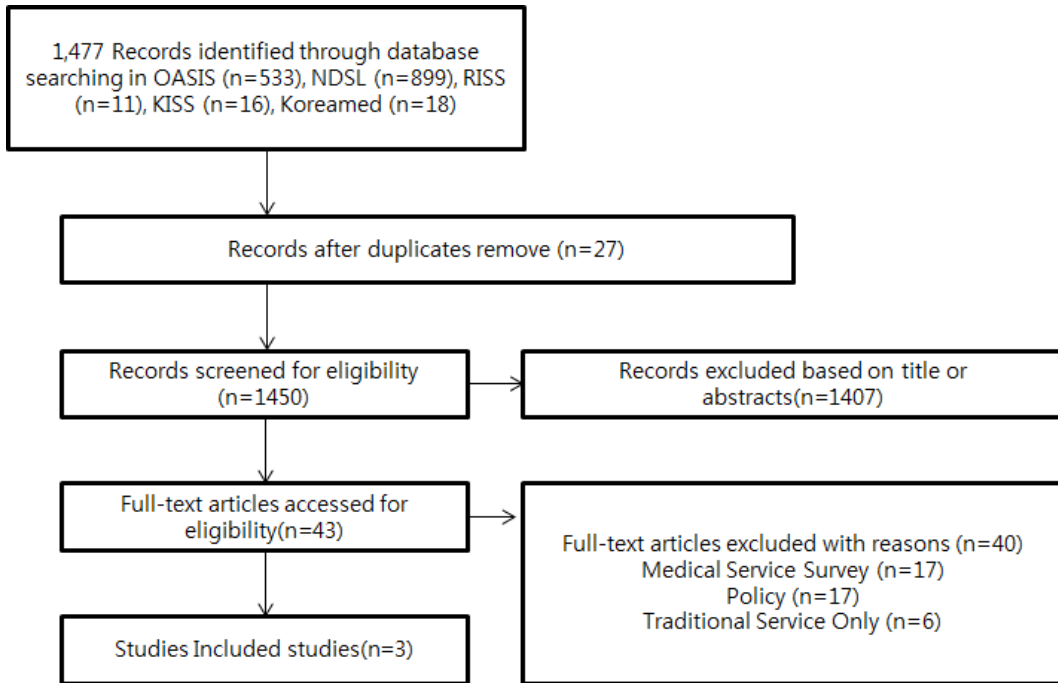 1,477 Records identified through database
searching in OASIS (n=533), NDSL (n=899), RISS
(n=11), KISS (n=16), Koreamed (n=18)
Records after duplicates remove (n=27)
Records screened for eligibility
(n=1450)
Records excluded based on title or
abstracts(n=1407)
Full-text articles accessed for
eligibility(n=43)
Full-text articles excluded with reasons (n=40)
Medical Service Survey (n=17)
Policy (n=17)
Traditional Service Only (n=6)
Studies Included studies(n=3)